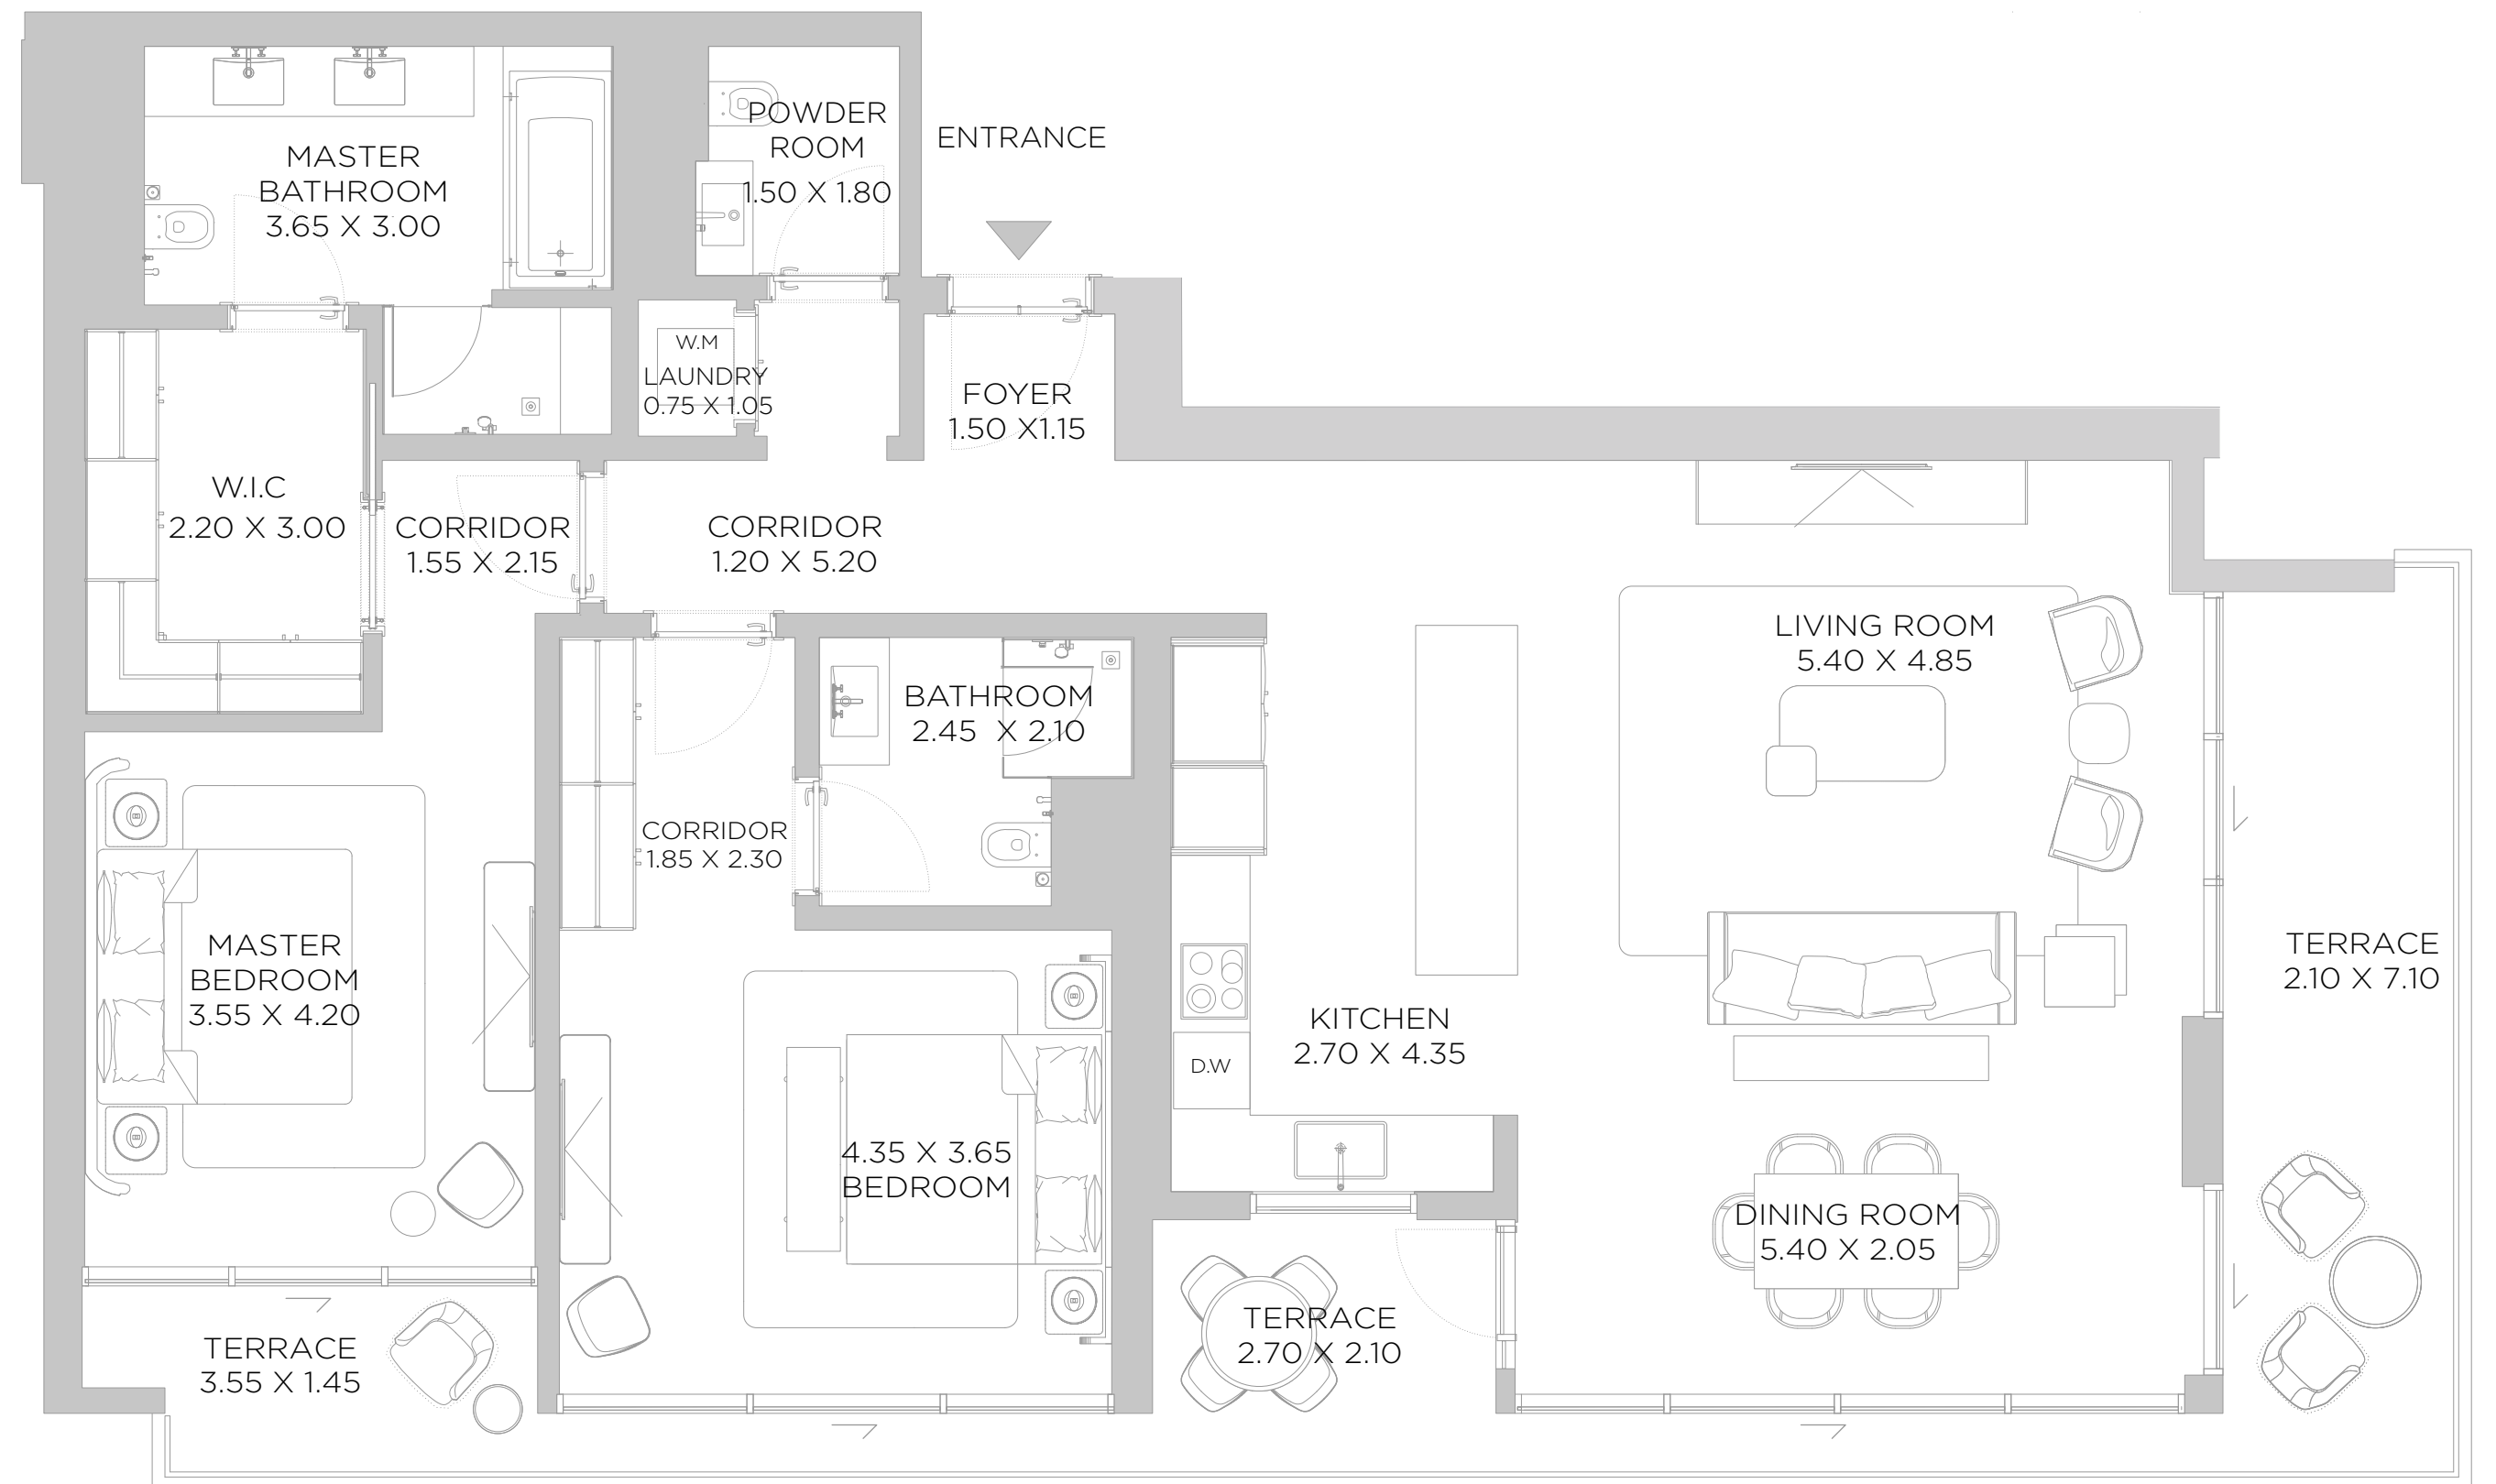 POWDER
ROOM
1.50 X 1.80
ENTRANCE
MASTER
BATHROOM
3.65 X 3.00
W.M
LAUNDRY
0.75 X 1.05
FOYER
1.50 X1.15
W.I.C
2.20 X 3.00
CORRIDOR
1.55 X 2.15
CORRIDOR
1.20 X 5.20
LIVING ROOM
5.40 X 4.85
BATHROOM
2.45 X 2.10
CORRIDOR
1.85 X 2.30
MASTER
BEDROOM
3.55 X 4.20
TERRACE
2.10 X 7.10
KITCHEN
2.70 X 4.35
D.W
4.35 X 3.65
BEDROOM
DINING ROOM
5.40 X 2.05
TERRACE
3.55 X 1.45
TERRACE
2.70 X 2.10